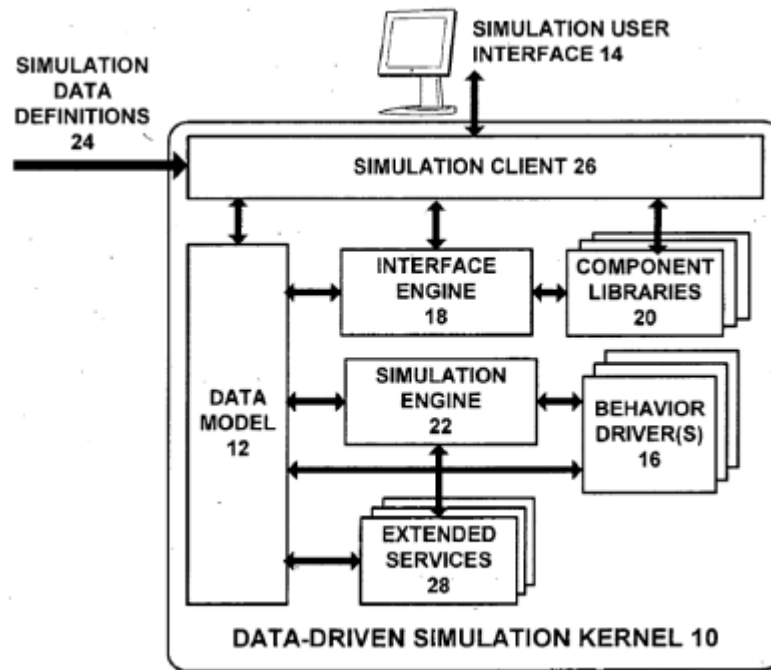 SIMULATION USER
INTERFACE 14
SIMULATION
DATA
DEFINITIONS
24
SIMULATION CLIENT 26
INTERFACE
ENGINE
18
COMPONENT
LIBRARIES
20
DATA
MODEL
12
SIMULATION
ENGINE
22
BEHAVIOR
DRIVER(S)
16
EXTENDED
SERVICES
28
DATA-DRIVEN SIMULATION KERNEL 10